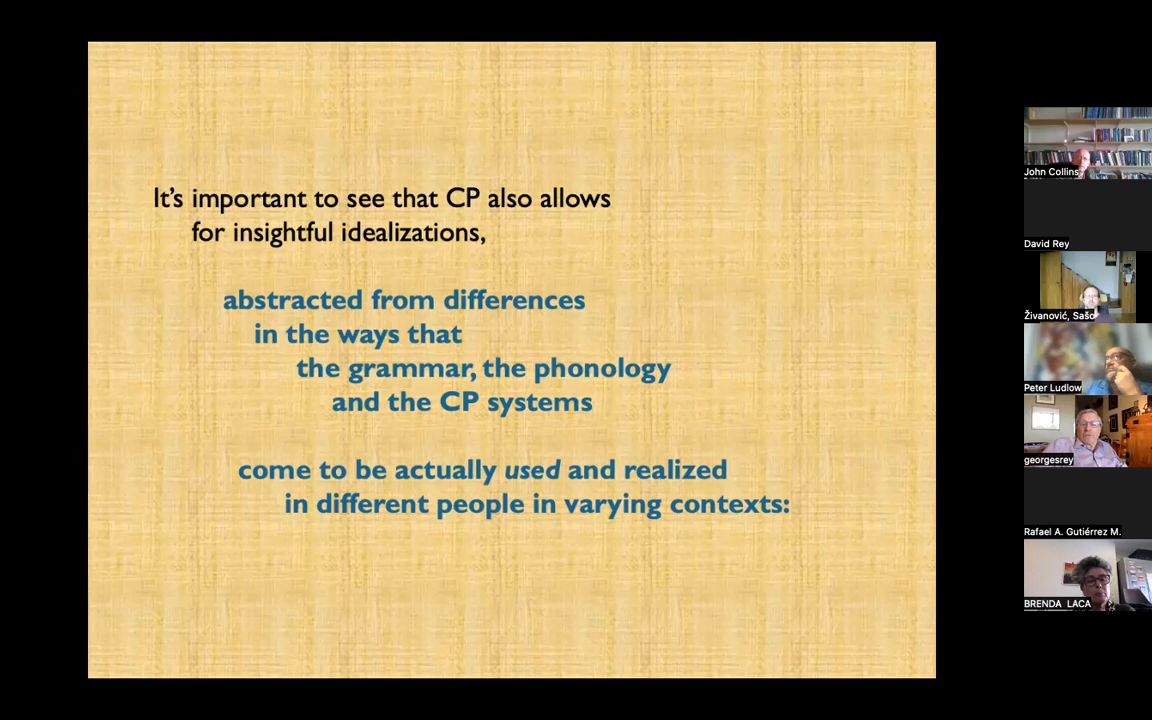 It's important to see that CP also allows
for insightful idealizations,
abstracted from differences
in the ways that
the grammar, the phonology
and the CP systems
come to be actually used and realized
in different people in varying contexts:
John Collins
David Rey
Živanović, Sašo
Peter Ludlow
georgesrey
Rafael A. Gutiérrez M.
BRENDA LACA